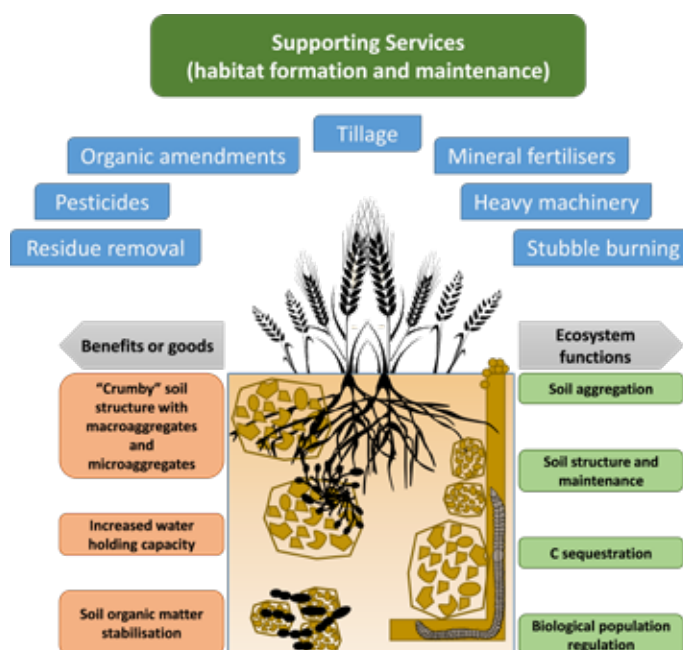 Supporting Services
(habitat formation and maintenance)
Tillage
Organic amendments
Mineral fertilisers
Pesticides
Heavy machinery
Residue removal
Stubble burning
Benefits or goods
Ecosystem
functions
"Crumby" soil
structure with
macroaggregates
and
microaggregates
Soil aggregation
Soil structure and
maintenance
Increased water
holding capacity
C sequestration
Soil organic matter
stabilisation
Biological population
regulation